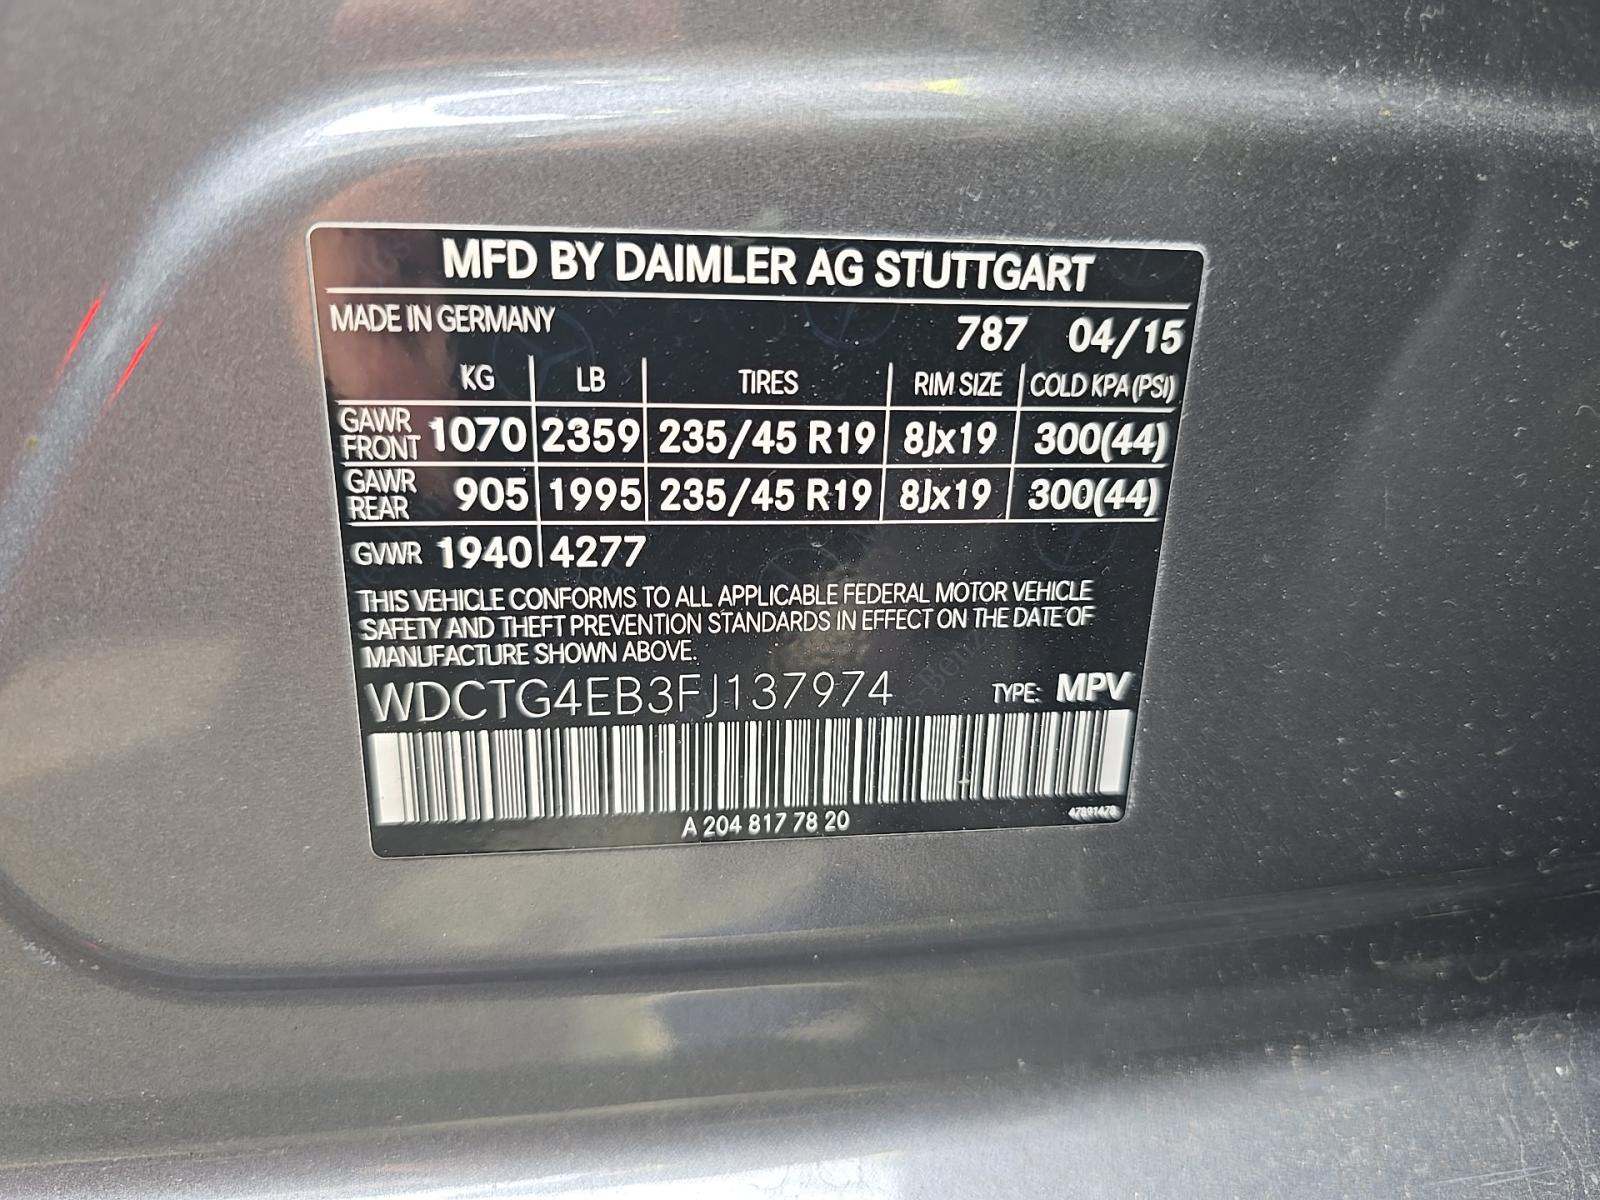 MFD BY DAIMLER AG STUTTGART
MADE IN GERMANY 787 04/15
KG LB TIRES RIM SIZE COLD KPA (PSI)
GAWR FRONT 1070 2359 235/45 R19 8Jx19 300(44)
GAWR REAR 905 1995 235/45 R19 8Jx19 300(44)
GVWR 1940 4277
THIS VEHICLE CONFORMS TO ALL APPLICABLE FEDERAL MOTOR VEHICLE
SAFETY AND THEFT PREVENTION STANDARDS IN EFFECT ON THE DATE OF
MANUFACTURE SHOWN ABOVE.
WDCTG4EB3FJ137974 TYPE: MPV
A 204 817 78 20 47891478